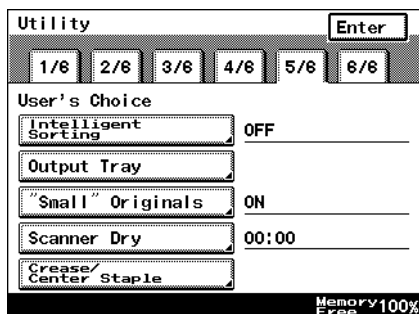 Utility
Enter
1/6 2/6 3/6 4/6 5/6 6/6
User's Choice
Intelligent
Sorting
OFF
Output Tray
"Small" Originals
ON
Scanner Dry
00:00
Crease/
Center Staple
Memory
Free
100%